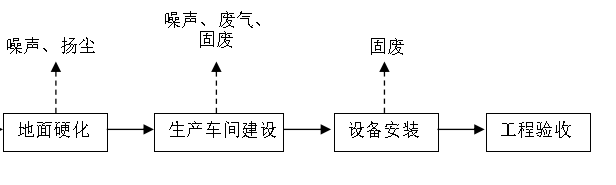 噪声、扬尘
噪声、废气、
固废
固废
地面硬化
生产车间建设
设备安装
工程验收